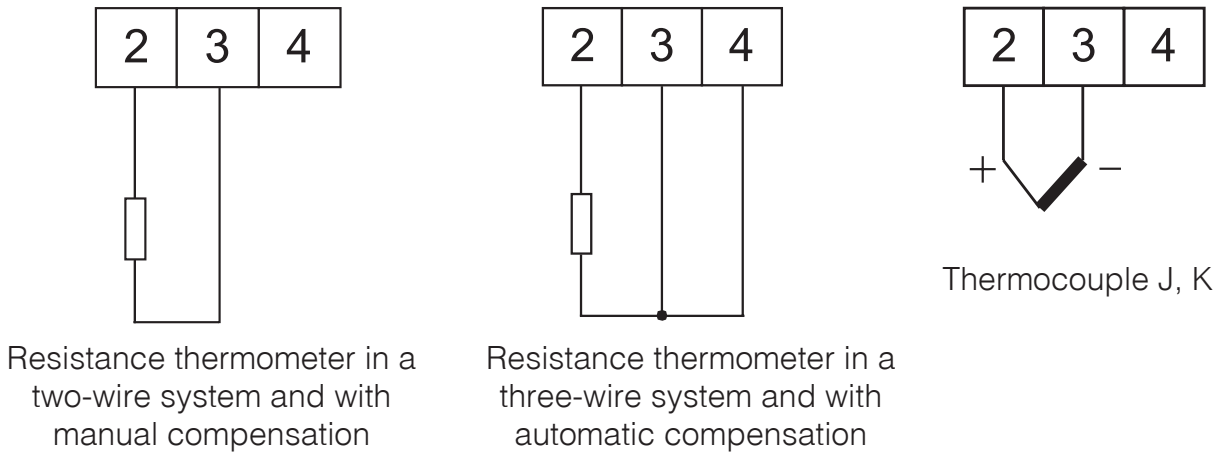 2 3 4
2 3 4
2 3 4
+ −
Thermocouple J, K
Resistance thermometer in a
two-wire system and with
manual compensation
Resistance thermometer in a
three-wire system and with
automatic compensation